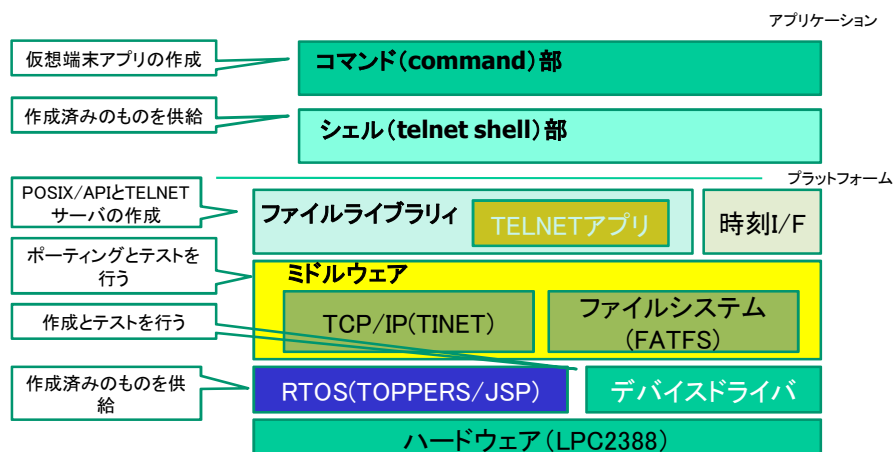 アプリケーション
仮想端末アプリの作成
コマンド(command)部
作成済みのものを供給
シェル(telnet shell)部
プラットフォーム
POSIX/APIとTELNET
サーバの作成
ファイルライブラリィ
TELNETアプリ
時刻I/F
ポーティングとテストを
行う
ミドルウェア
TCP/IP(TINET)
ファイルシステム
(FATFS)
作成とテストを行う
作成済みのものを供
給
RTOS(TOPPERS/JSP)
デバイスドライバ
ハードウェア(LPC2388)